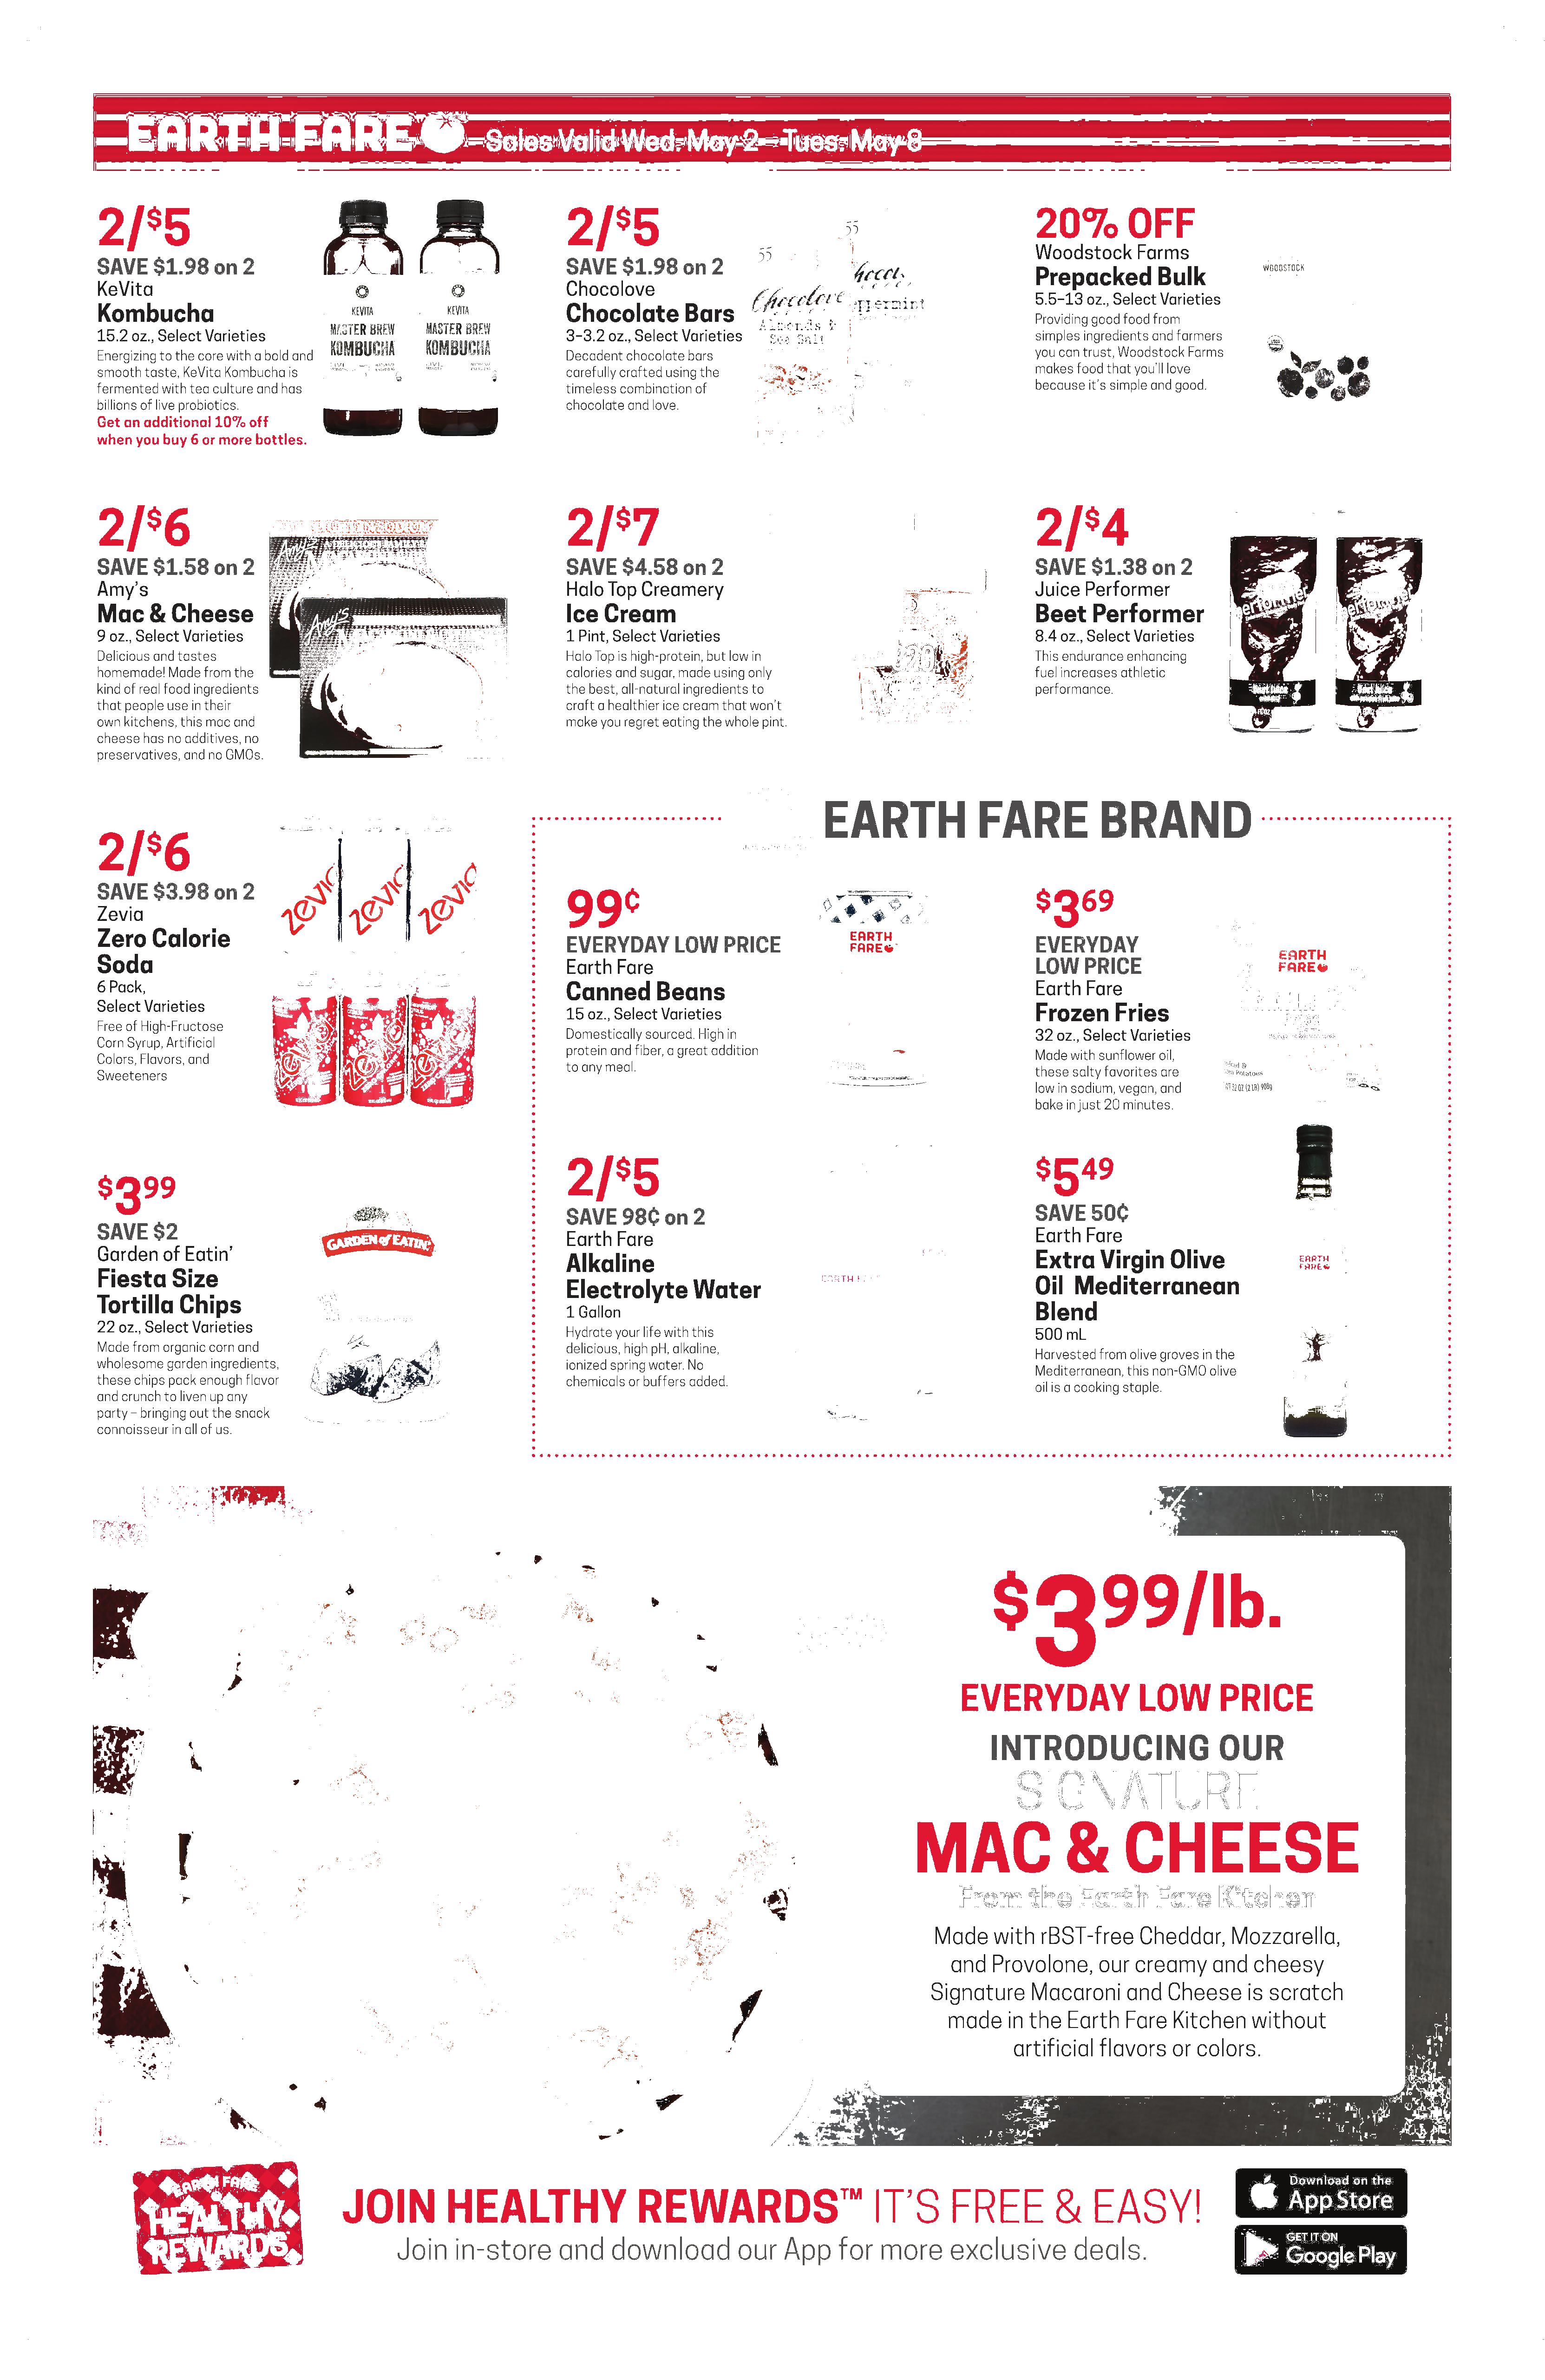 EARTH FARE Sales Valid Wed. May 2 - Tues. May 8
2/$5
SAVE $1.98 on 2
KeVita
Kombucha
15.2 oz., Select Varieties
Energizing to the core with a bold and
smooth taste, KeVita Kombucha is
fermented with tea culture and has
billions of live probiotics.
Get an additional 10% off
when you buy 6 or more bottles.
KEVITA
MASTER BREW
KOMBUCHA
KEVITA
MASTER BREW
KOMBUCHA
2/$5
SAVE $1.98 on 2
Chocolove
Chocolate Bars
3–3.2 oz., Select Varieties
Decadent chocolate bars
carefully crafted using the
timeless combination of
chocolate and love.
55
Chocolove
Almonds &
Sea Salt
55
20% OFF
Woodstock Farms
Prepacked Bulk
5.5–13 oz., Select Varieties
Providing good food from
simples ingredients and farmers
you can trust, Woodstock Farms
makes food that you'll love
because it's simple and good.
WOODSTOCK
2/$6
SAVE $1.58 on 2
Amy's
Mac & Cheese
9 oz., Select Varieties
Delicious and tastes
homemade! Made from the
kind of real food ingredients
that people use in their
own kitchens, this mac and
cheese has no additives, no
preservatives, and no GMOs.
Amy's
Amy's
2/$7
SAVE $4.58 on 2
Halo Top Creamery
Ice Cream
1 Pint, Select Varieties
Halo Top is high-protein, but low in
calories and sugar, made using only
the best, all-natural ingredients to
craft a healthier ice cream that won't
make you regret eating the whole pint.
2/$4
SAVE $1.38 on 2
Juice Performer
Beet Performer
8.4 oz., Select Varieties
This endurance enhancing
fuel increases athletic
performance.
Beet Juice
Beet Juice
2/$6
SAVE $3.98 on 2
Zevia
Zero Calorie
Soda
6 Pack,
Select Varieties
Free of High-Fructose
Corn Syrup, Artificial
Colors, Flavors, and
Sweeteners
zevia zevia zevia
EARTH FARE BRAND
99¢
EVERYDAY LOW PRICE
Earth Fare
Canned Beans
15 oz., Select Varieties
Domestically sourced. High in
protein and fiber, a great addition
to any meal.
EARTH
FARE
$3 69
EVERYDAY
LOW PRICE
Earth Fare
Frozen Fries
32 oz., Select Varieties
Made with sunflower oil,
these salty favorites are
low in sodium, vegan, and
bake in just 20 minutes.
EARTH
FARE
$3 99
SAVE $2
Garden of Eatin'
Fiesta Size
Tortilla Chips
22 oz., Select Varieties
Made from organic corn and
wholesome garden ingredients,
these chips pack enough flavor
and crunch to liven up any
party – bringing out the snack
connoisseur in all of us.
GARDEN of EATIN'
2/$5
SAVE 98¢ on 2
Earth Fare
Alkaline
Electrolyte Water
1 Gallon
Hydrate your life with this
delicious, high pH, alkaline,
ionized spring water. No
chemicals or buffers added.
$5 49
SAVE 50¢
Earth Fare
Extra Virgin Olive
Oil Mediterranean
Blend
500 mL
Harvested from olive groves in the
Mediterranean, this non-GMO olive
oil is a cooking staple.
EARTH
FARE
$3 99/lb.
EVERYDAY LOW PRICE
INTRODUCING OUR
SIGNATURE
MAC & CHEESE
From the Earth Fare Kitchen
Made with rBST-free Cheddar, Mozzarella,
and Provolone, our creamy and cheesy
Signature Macaroni and Cheese is scratch
made in the Earth Fare Kitchen without
artificial flavors or colors.
EARTH FARE
HEALTHY
REWARDS
JOIN HEALTHY REWARDS™ IT'S FREE & EASY!
Join in-store and download our App for more exclusive deals.
Download on the
App Store
GET IT ON
Google Play